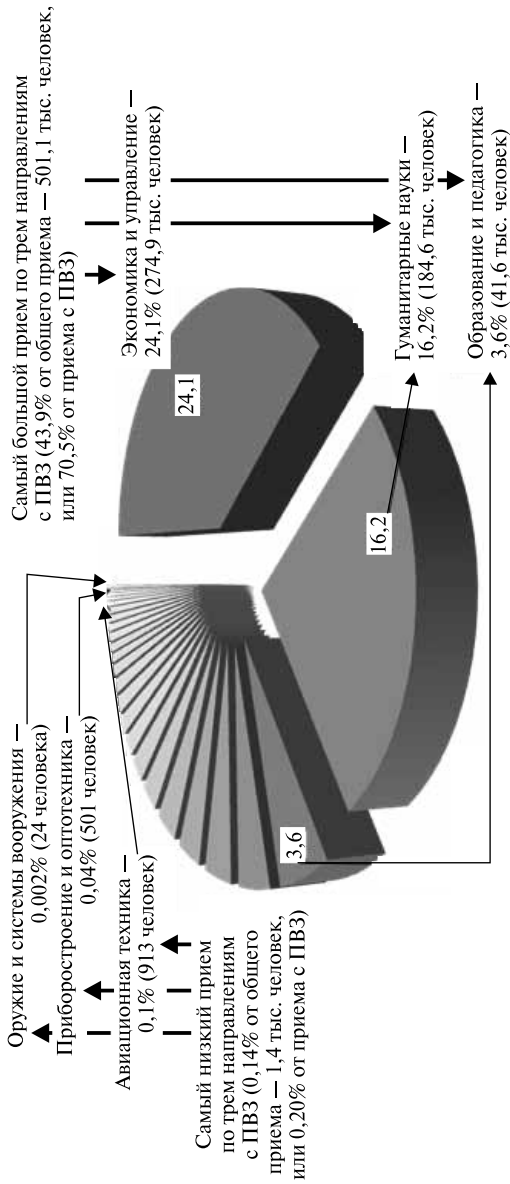 Оружие и системы вооружения —
0,002% (24 человека)
Приборостроение и оптотехника —
0,04% (501 человек)
Авиационная техника —
0,1% (913 человек)
Самый низкий прием
по трем направлениям
с ПВЗ (0,14% от общего
приема — 1,4 тыс. человек,
или 0,20% от приема с ПВЗ)
Самый большой прием по трем направлениям
с ПВЗ (43,9% от общего приема — 501,1 тыс. человек,
или 70,5% от приема с ПВЗ)
Экономика и управление —
24,1% (274,9 тыс. человек)
Гуманитарные науки —
16,2% (184,6 тыс. человек)
Образование и педагогика —
3,6% (41,6 тыс. человек)
24,1
16,2
3,6